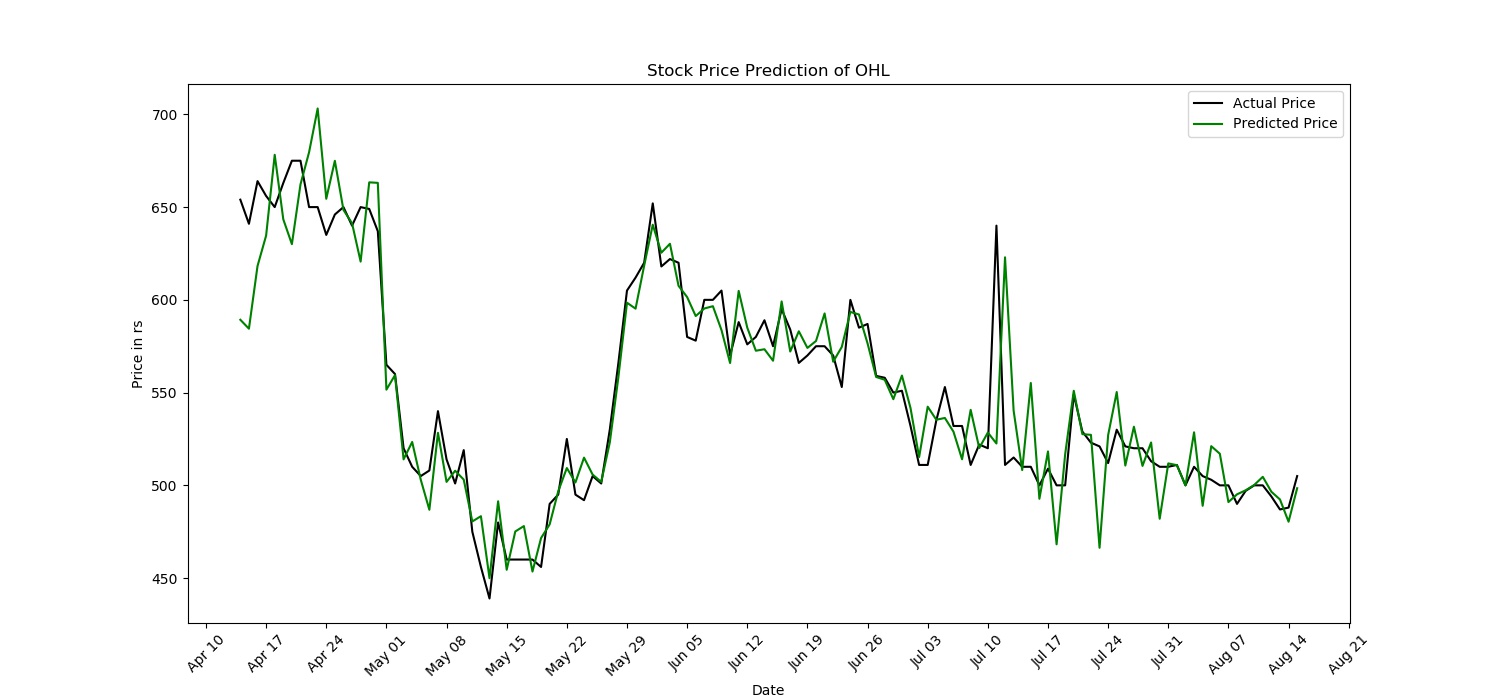 Stock Price Prediction of OHL
Actual Price
Predicted Price
700
650
600
550
500
450
Price in rs
Apr 10
Apr 17
Apr 24
May 01
May 08
May 15
May 22
May 29
Jun 05
Jun 12
Jun 19
Jun 26
Jul 03
Jul 10
Jul 17
Jul 24
Jul 31
Aug 07
Aug 14
Aug 21
Date